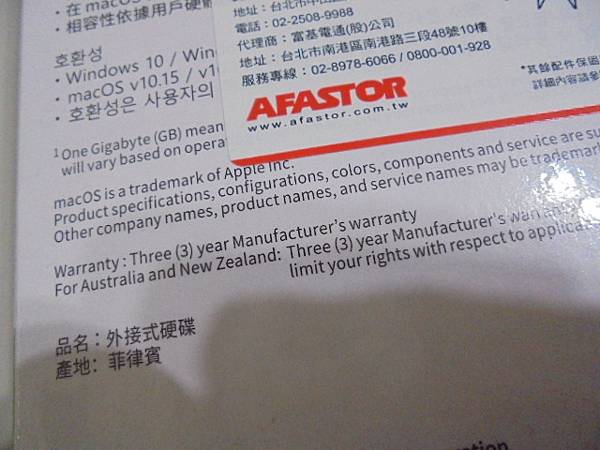 ・在 macOS
・相容性依據用戶硬
호환성
・Windows 10 / Win
・macOS v10.15 / v1
・호환성은 사용자의
1 One Gigabyte (GB) mean
will vary based on opera
macOS is a trademark of Apple Inc.
Product specifications, configurations, colors, components and service are su
Other company names, product names, and service names may be trademar
Warranty : Three (3) year Manufacturer's warranty
For Australia and New Zealand: Three (3) year Manufacturer's warranty
limit your rights with respect to applica
品名：外接式硬碟
產地：菲律賓
電話：02-2508-9988
代理商：富基電通(股)公司
地址：台北市南港區南港路三段48號10樓
服務專線：02-8978-6066 / 0800-001-928
AFASTOR
www.afastor.com.tw
*其餘配件保固
詳細內容請參